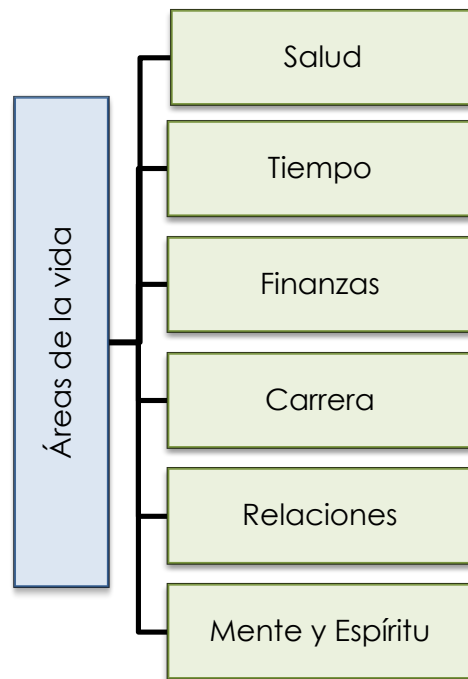 Áreas de la vida
Salud
Tiempo
Finanzas
Carrera
Relaciones
Mente y Espíritu